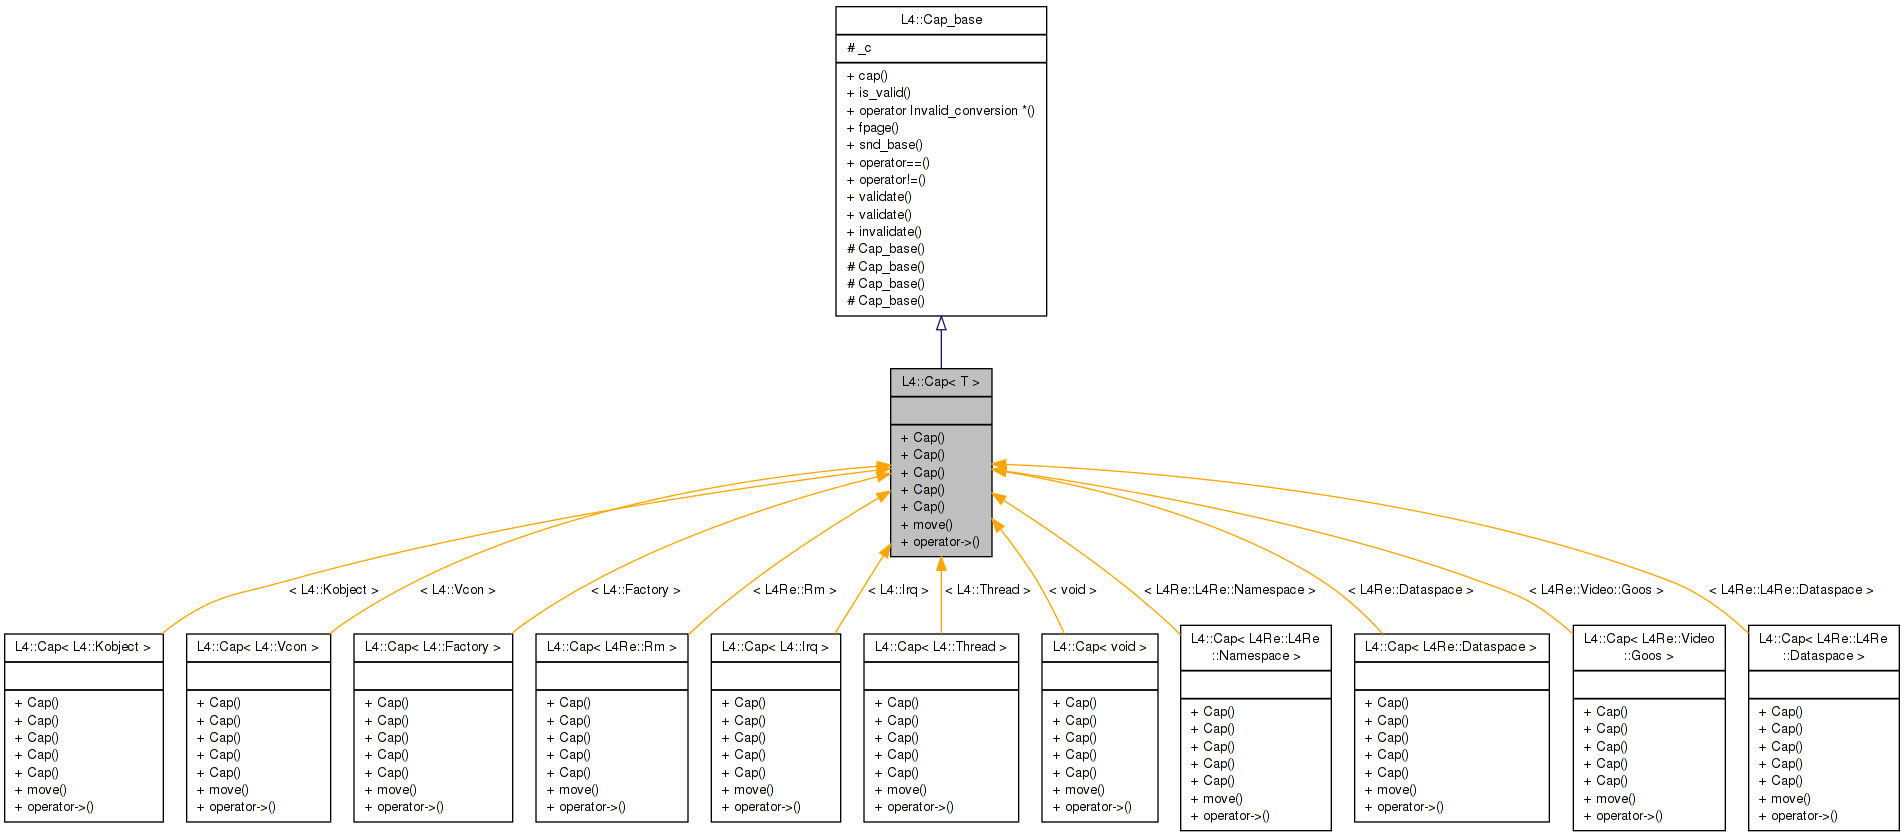 L4::Cap_base
# _c
+ cap()
+ is_valid()
+ operator Invalid_conversion *()
+ fpage()
+ snd_base()
+ operator==()
+ operator!=()
+ validate()
+ validate()
+ invalidate()
# Cap_base()
# Cap_base()
# Cap_base()
# Cap_base()
L4::Cap< T >
+ Cap()
+ Cap()
+ Cap()
+ Cap()
+ Cap()
+ move()
+ operator->()
< L4::Kobject >
< L4::Vcon >
< L4::Factory >
< L4Re::Rm >
< L4::Irq >
< L4::Thread >
< void >
< L4Re::L4Re::Namespace >
< L4Re::Dataspace >
< L4Re::Video::Goos >
< L4Re::L4Re::Dataspace >
L4::Cap< L4::Kobject >
+ Cap()
+ Cap()
+ Cap()
+ Cap()
+ Cap()
+ move()
+ operator->()
L4::Cap< L4::Vcon >
+ Cap()
+ Cap()
+ Cap()
+ Cap()
+ Cap()
+ move()
+ operator->()
L4::Cap< L4::Factory >
+ Cap()
+ Cap()
+ Cap()
+ Cap()
+ Cap()
+ move()
+ operator->()
L4::Cap< L4Re::Rm >
+ Cap()
+ Cap()
+ Cap()
+ Cap()
+ Cap()
+ move()
+ operator->()
L4::Cap< L4::Irq >
+ Cap()
+ Cap()
+ Cap()
+ Cap()
+ Cap()
+ move()
+ operator->()
L4::Cap< L4::Thread >
+ Cap()
+ Cap()
+ Cap()
+ Cap()
+ Cap()
+ move()
+ operator->()
L4::Cap< void >
+ Cap()
+ Cap()
+ Cap()
+ Cap()
+ Cap()
+ move()
+ operator->()
L4::Cap< L4Re::L4Re
::Namespace >
+ Cap()
+ Cap()
+ Cap()
+ Cap()
+ Cap()
+ move()
+ operator->()
L4::Cap< L4Re::Dataspace >
+ Cap()
+ Cap()
+ Cap()
+ Cap()
+ Cap()
+ move()
+ operator->()
L4::Cap< L4Re::Video
::Goos >
+ Cap()
+ Cap()
+ Cap()
+ Cap()
+ Cap()
+ move()
+ operator->()
L4::Cap< L4Re::L4Re
::Dataspace >
+ Cap()
+ Cap()
+ Cap()
+ Cap()
+ Cap()
+ move()
+ operator->()